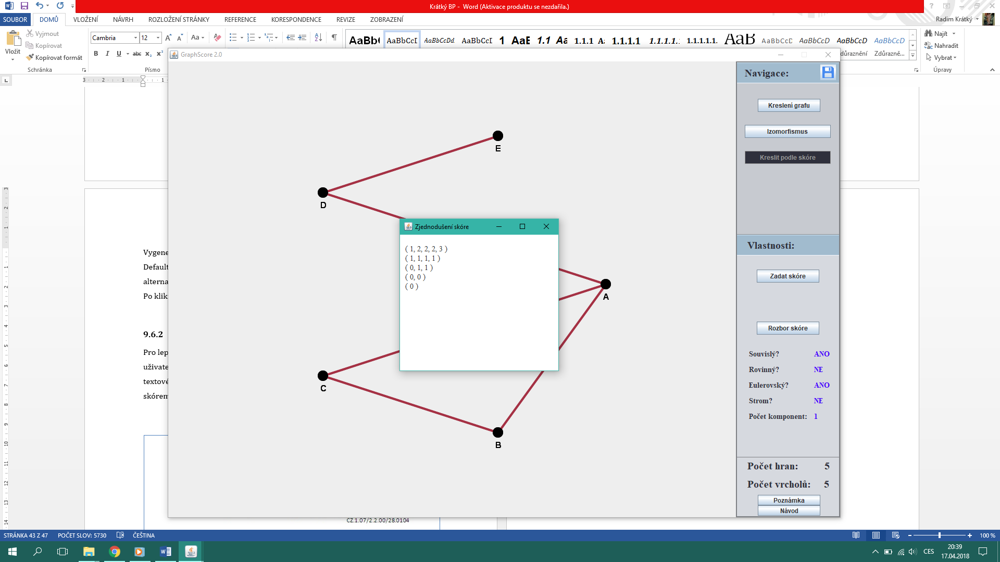 Krátký BP - Word (Aktivace produktu se nezdařila.)
SOUBOR DOMŮ VLOŽENÍ NÁVRH ROZLOŽENÍ STRÁNKY REFERENCE KORESPONDENCE REVIZE ZOBRAZENÍ
Radim Krátký
Vložit
Vyjmout
Kopírovat
Kopírovat formát
Schránka
Cambria 12
Aa
B I U abc x₂ x²
Písmo
AaBb( AaBbCcI AaBbCcDd. AaBbCcI 1 AaE 1.1 Aa 1.1.1 A: 1.1.1.1 1.1.1.1. 1.1.1.1.1. AaB AaBbCcD AaBbCcD AaBbCcD AaBbCcD
důraznění Zdůrazně...
Najít
Nahradit
Vybrat
Úpravy
GraphScore 2.0
E
D
A
C
B
Zjednodušení skóre
( 1, 2, 2, 2, 3 )
( 1, 1, 1, 1 )
( 0, 1, 1 )
( 0, 0 )
( 0 )
Navigace:
Kreslení grafu
Izomorfismus
Kreslit podle skóre
Vlastnosti:
Zadat skóre
Rozbor skóre
Souvislý? ANO
Rovinný? NE
Eulerovský? ANO
Strom? NE
Počet komponent: 1
Počet hran: 5
Počet vrcholů: 5
Poznámka
Návod
Vygene
Default
alterna
Po klik
9.6.2
Pro lep
uživate
textové
skórem
CZ.1.07/2.2.00/28.0104
STRÁNKA 43 Z 47 POČET SLOV: 5730 ČEŠTINA
100 %
CES
20:39
17.04.2018